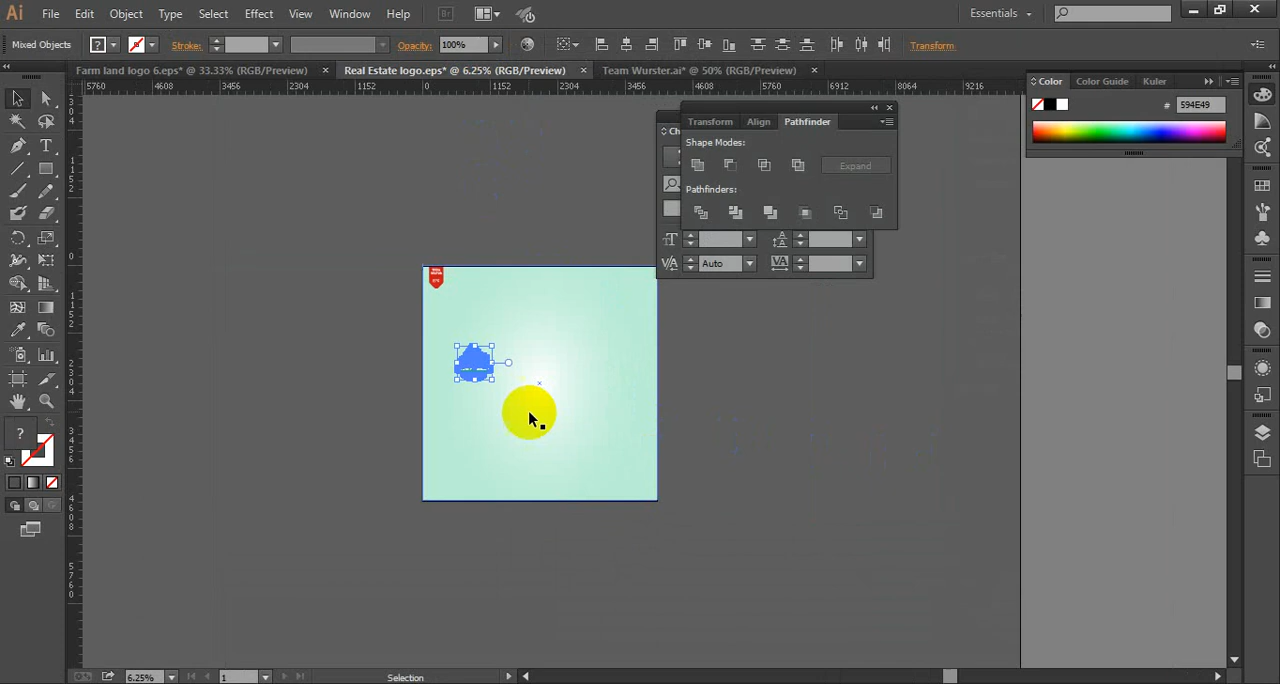 Ai File Edit Object Type Select Effect View Window Help Br Essentials
Mixed Objects ? Stroke: Opacity: 100% Transform
Farm land logo 6.eps* @ 33.33% (RGB/Preview) × Real Estate logo.eps* @ 6.25% (RGB/Preview) × Team Wurster.ai* @ 50% (RGB/Preview) ×
5760 4608 3456 2304 1152 0 1152 2304 3456 4608 5760 6912 8064 9216
Color Color Guide Ruler
# 594E49
Transform Align Pathfinder
Shape Modes:
Expand
Pathfinders:
Auto
?
6.25% 1 Selection